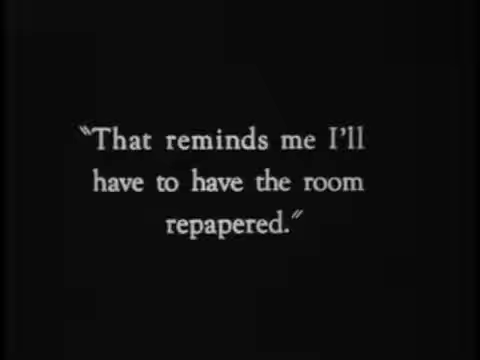 "That reminds me I'll
have to have the room
repapered."